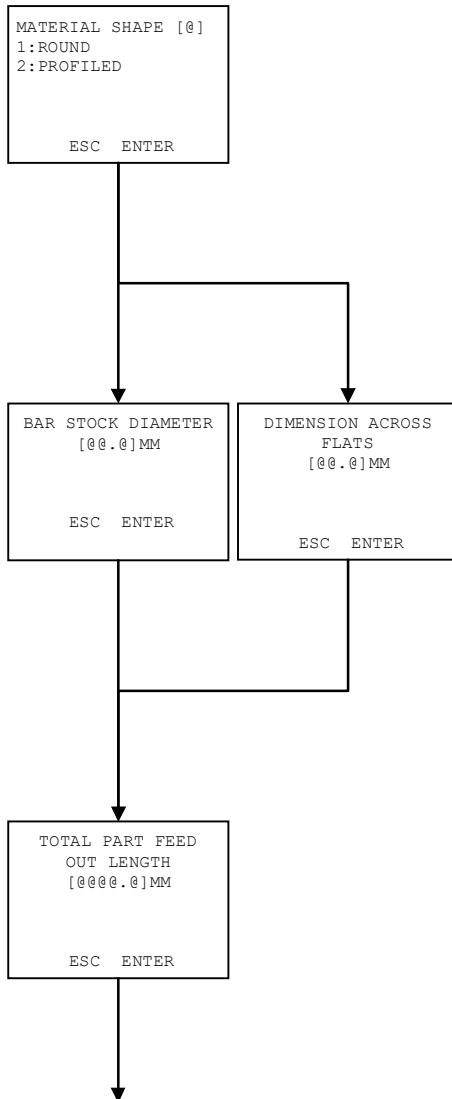 MATERIAL SHAPE [@]
1:ROUND
2:PROFILED
ESC ENTER
BAR STOCK DIAMETER
[@@.@]MM
ESC ENTER
DIMENSION ACROSS
FLATS
[@@.@]MM
ESC ENTER
TOTAL PART FEED
OUT LENGTH
[@@@@.@]MM
ESC ENTER